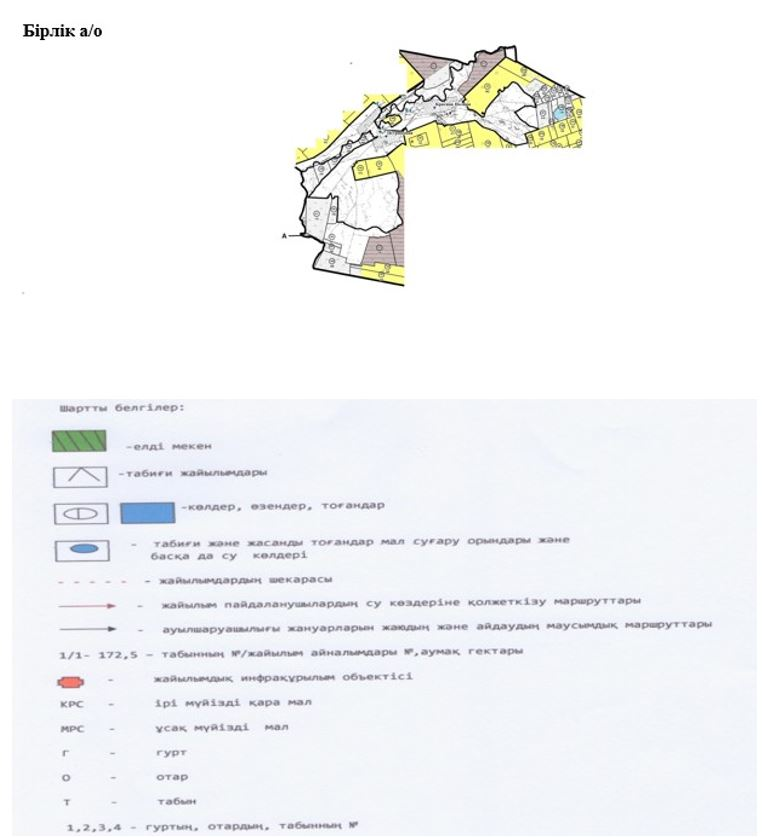 Бірлік а/о
А
Шартты белгілер:
-елді мекен
-табиғи жайылымдары
-көлдер, өзендер, тоғандар
- табиғи және жасанды тоғандар мал суғару орындары және
басқа да су көлдері
- жайылымдардың шекарасы
- жайылым пайдаланушылардың су көздеріне қолжеткізу маршруттары
- ауылшаруашылығы жануарларын жаюдың және айдаудың маусымдық маршруттары
1/1- 172,5 – табынның №/жайылым айналымдары №,аумақ гектары
- жайылымдық инфрақұрылым объектісі
КРС - ірі мүйізді қара мал
МРС - ұсақ мүйізді мал
Г - гурт
О - отар
Т - табын
1,2,3,4 - гуртың, отардың, табынның №